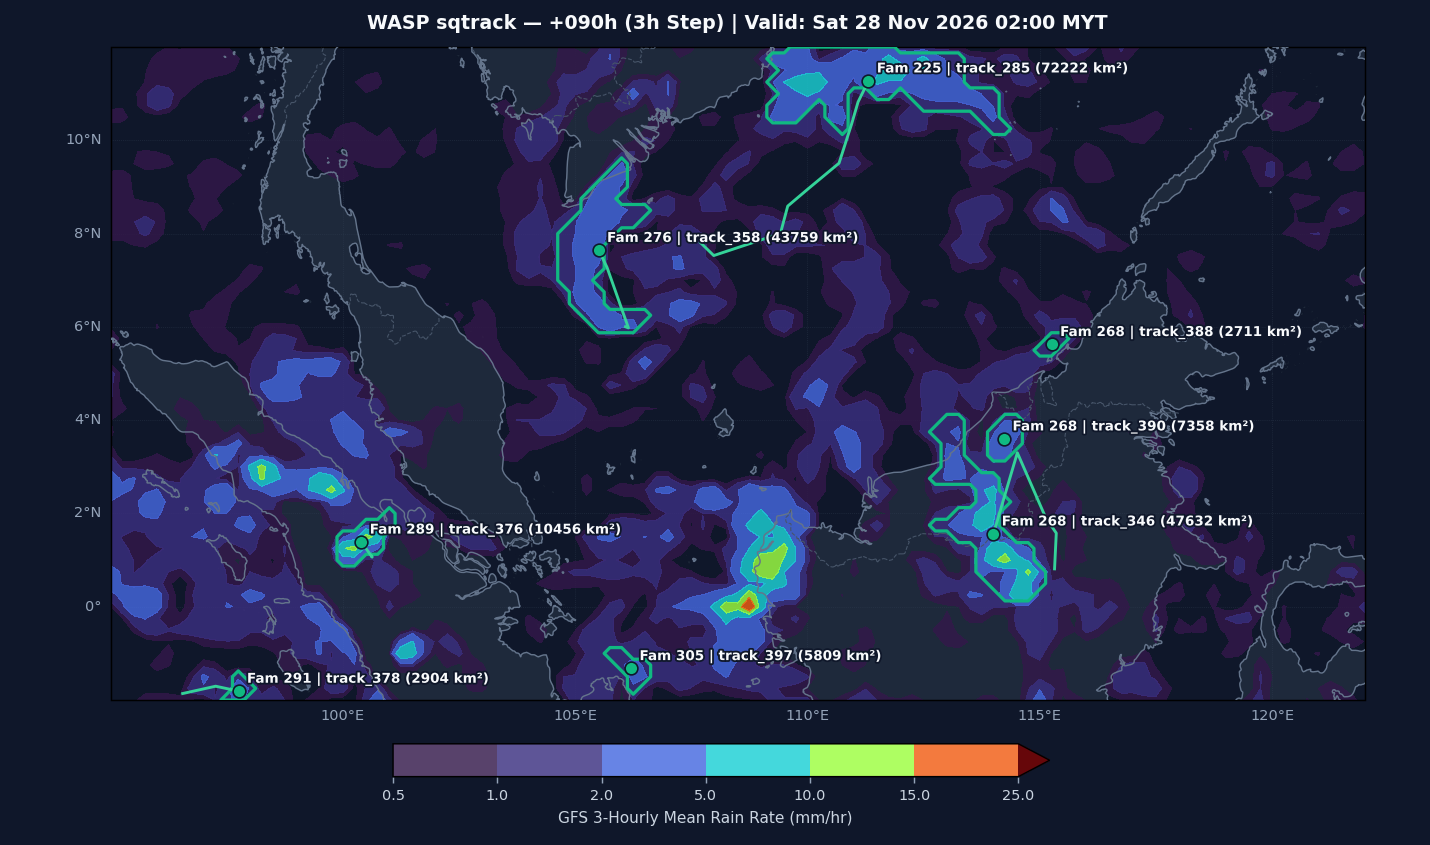 WASP sqtrack — +090h (3h Step) | Valid: Sat 28 Nov 2026 02:00 MYT
Fam 225 | track_285 (72222 km²)
10°N
8°N
Fam 276 | track_358 (43759 km²)
6°N
Fam 268 | track_388 (2711 km²)
4°N
Fam 268 | track_390 (7358 km²)
2°N
Fam 289 | track_376 (10456 km²)
Fam 268 | track_346 (47632 km²)
0°
Fam 305 | track_397 (5809 km²)
Fam 291 | track_378 (2904 km²)
100°E 105°E 110°E 115°E 120°E
0.5 1.0 2.0 5.0 10.0 15.0 25.0
GFS 3-Hourly Mean Rain Rate (mm/hr)